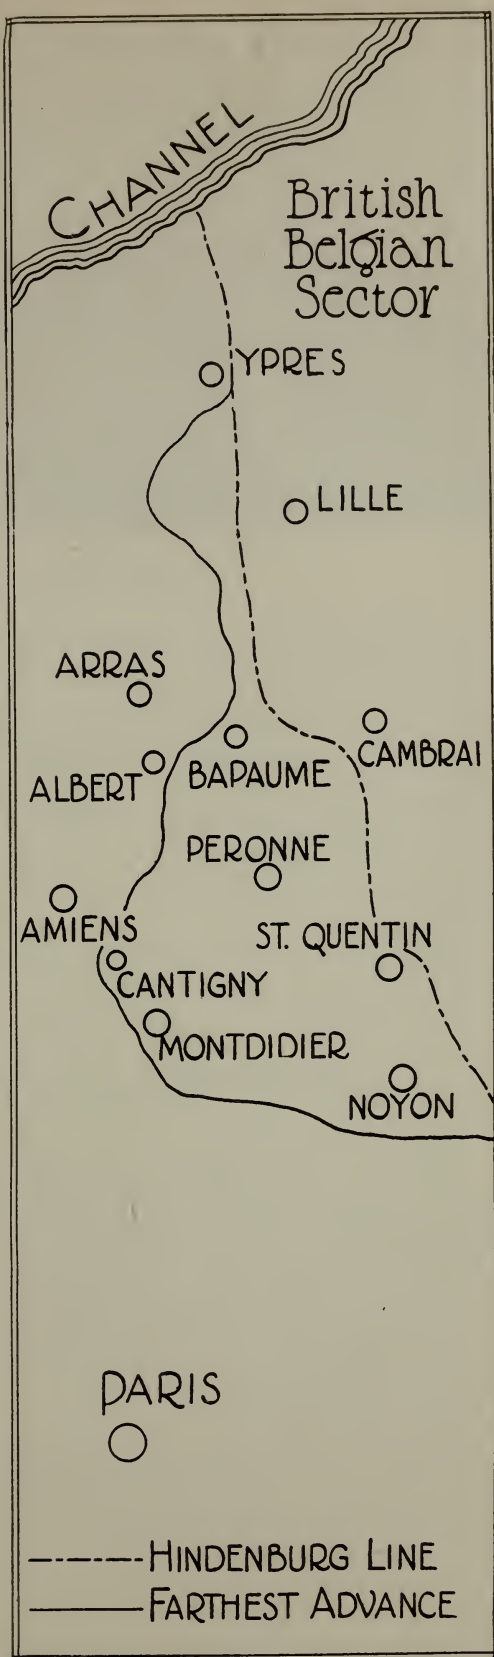 CHANNEL
British
Belgian
Sector
YPRES
LILLE
ARRAS
CAMBRAI
BAPAUME
ALBERT
PERONNE
AMIENS
ST. QUENTIN
CANTIGNY
MONTDIDIER
NOYON
PARIS
HINDENBURG LINE
FARTHEST ADVANCE